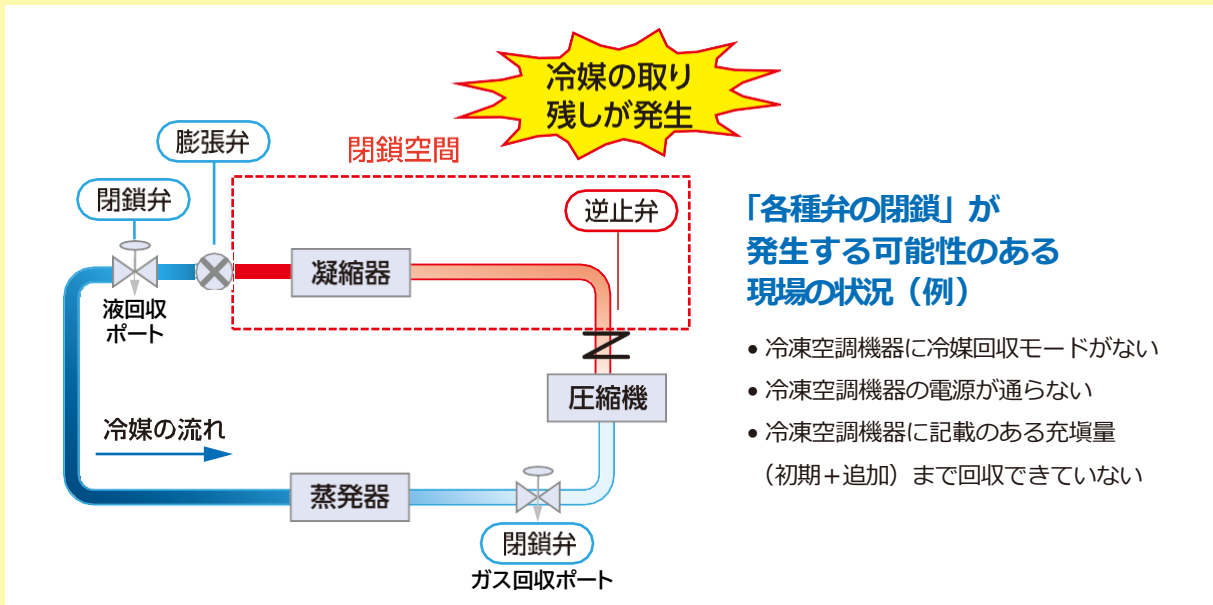 冷媒の取り
残しが発生
膨張弁
閉鎖空間
閉鎖弁
逆止弁
凝縮器
液回収
ポート
圧縮機
冷媒の流れ
蒸発器
閉鎖弁
ガス回収ポート
「各種弁の閉鎖」が
発生する可能性のある
現場の状況（例）
• 冷凍空調機器に冷媒回収モードがない
• 冷凍空調機器の電源が通らない
• 冷凍空調機器に記載のある充塡量
（初期＋追加）まで回収できていない